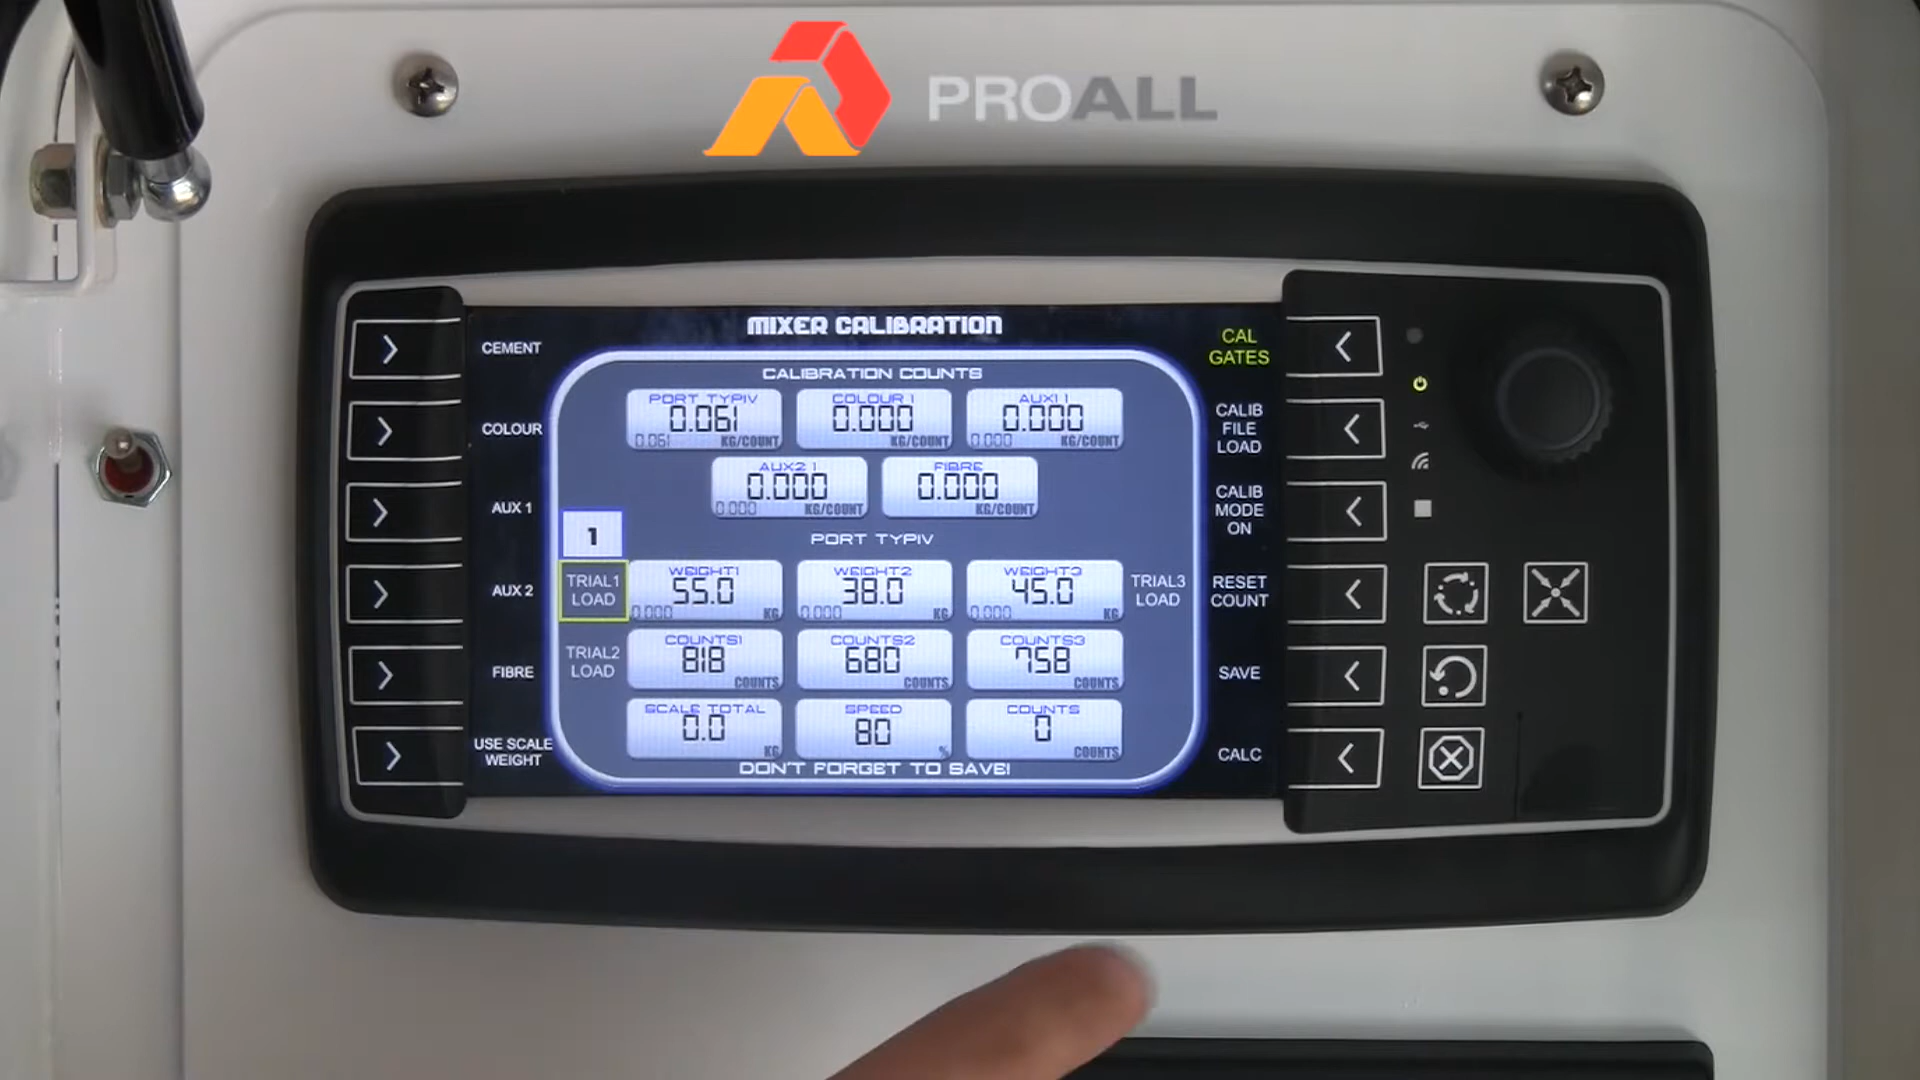 PROALL
MIXER CALIBRATION
CALIBRATION COUNTS
PORT TYPIV
0.061
0.061 KG/COUNT
COLOUR 1
0.000
KG/COUNT
AUX1 1
0.000
0.000 KG/COUNT
AUX2 1
0.000
0.000 KG/COUNT
FIBRE
0.000
KG/COUNT
1
PORT TYPIV
TRIAL1
LOAD
WEIGHT1
55.0
0.000 KG
WEIGHT2
38.0
0.000 KG
WEIGHT3
45.0
0.000 KG
TRIAL3
LOAD
TRIAL2
LOAD
COUNTS1
818
COUNTS
COUNTS2
680
COUNTS
COUNTS3
758
COUNTS
SCALE TOTAL
0.0
KG
SPEED
80
%
COUNTS
0
COUNTS
DON'T FORGET TO SAVE!
CEMENT
COLOUR
AUX 1
AUX 2
FIBRE
USE SCALE
WEIGHT
CAL
GATES
CALIB
FILE
LOAD
CALIB
MODE
ON
RESET
COUNT
SAVE
CALC